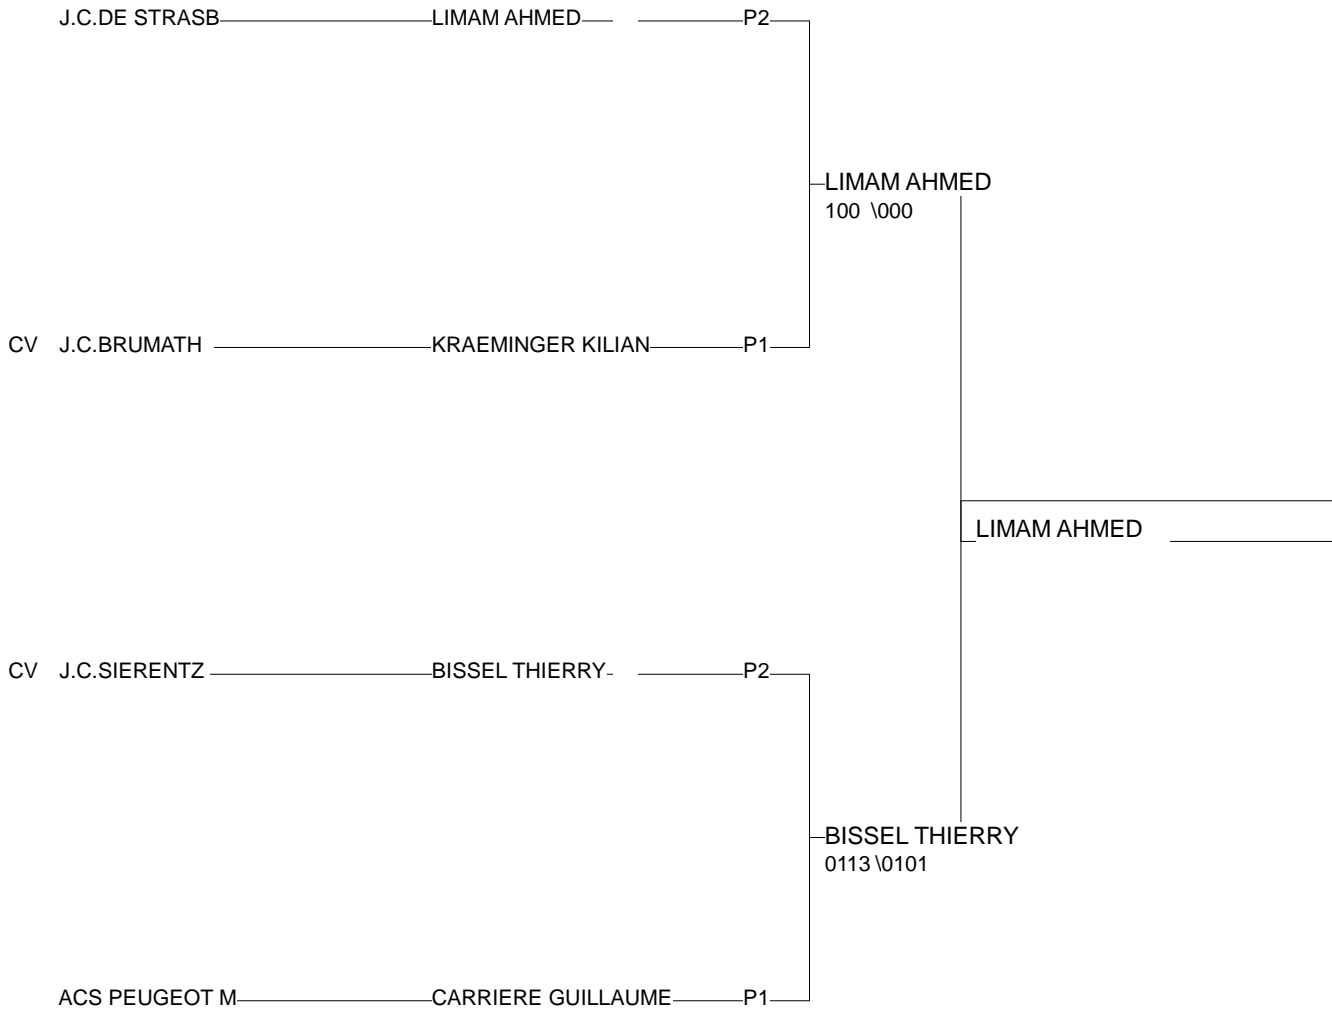 J.C.DE STRASB LIMAM AHMED P2
LIMAM AHMED
100 \000
CV J.C.BRUMATH KRAEMINGER KILIAN P1
LIMAM AHMED
CV J.C.SIERENTZ BISSEL THIERRY P2
BISSEL THIERRY
0113 \0101
ACS PEUGEOT M CARRIERE GUILLAUME P1